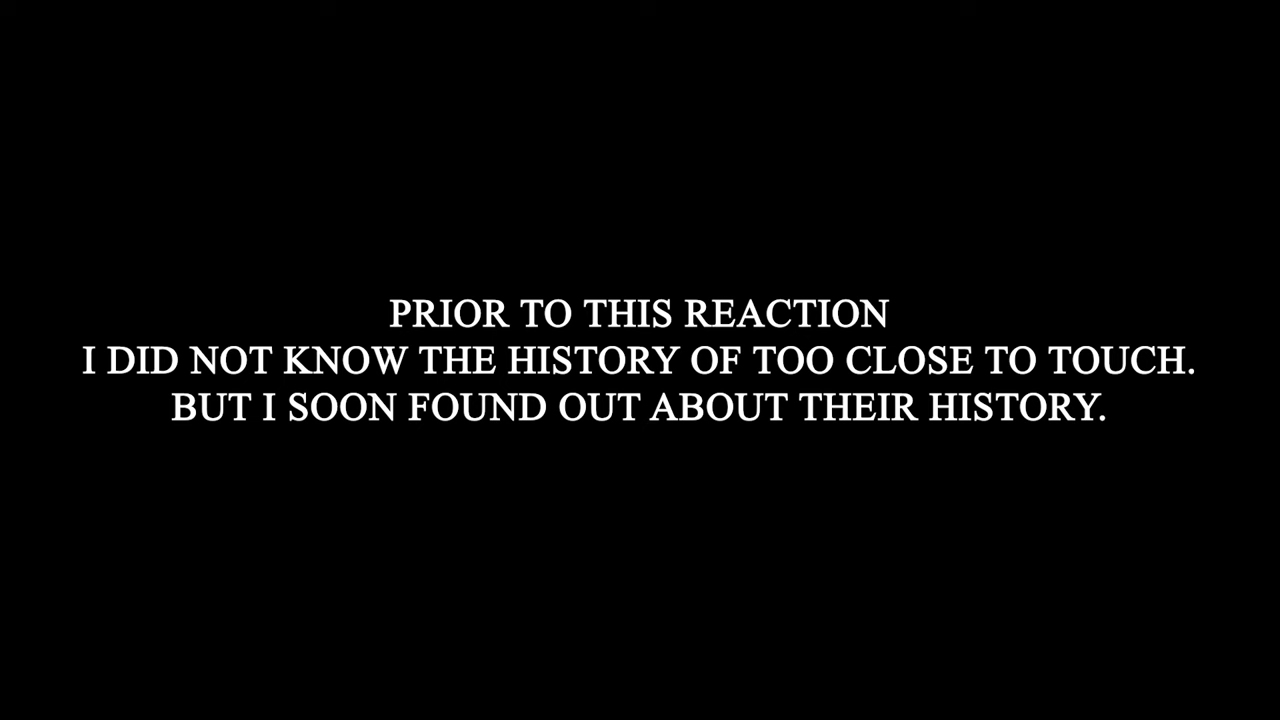 PRIOR TO THIS REACTION
I DID NOT KNOW THE HISTORY OF TOO CLOSE TO TOUCH.
BUT I SOON FOUND OUT ABOUT THEIR HISTORY.